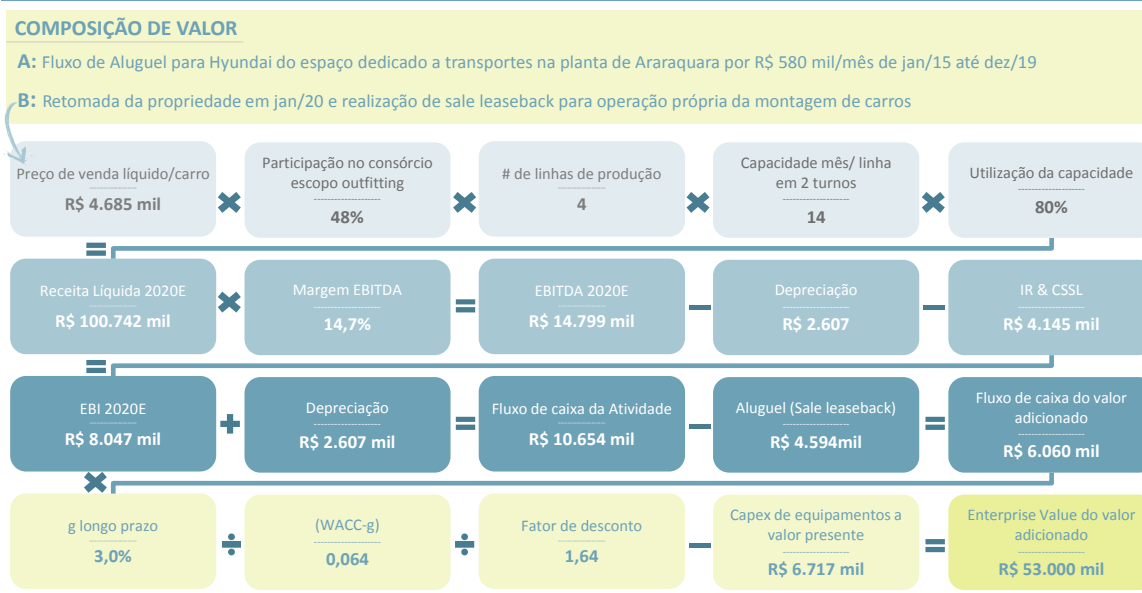 COMPOSIÇÃO DE VALOR
A: Fluxo de Aluguel para Hyundai do espaço dedicado a transportes na planta de Araraquara por R$ 580 mil/mês de jan/15 até dez/19
B: Retomada da propriedade em jan/20 e realização de sale leaseback para operação própria da montagem de carros
Preço de venda líquido/carro
R$ 4.685 mil
×
Participação no consórcio
escopo outfitting
48%
×
# de linhas de produção
4
×
Capacidade mês/ linha
em 2 turnos
14
×
Utilização da capacidade
80%
=
Receita Líquida 2020E
R$ 100.742 mil
×
Margem EBITDA
14,7%
=
EBITDA 2020E
R$ 14.799 mil
−
Depreciação
R$ 2.607
−
IR & CSSL
R$ 4.145 mil
=
EBI 2020E
R$ 8.047 mil
+
Depreciação
R$ 2.607 mil
=
Fluxo de caixa da Atividade
R$ 10.654 mil
−
Aluguel (Sale leaseback)
R$ 4.594mil
=
Fluxo de caixa do valor
adicionado
R$ 6.060 mil
×
g longo prazo
3,0%
÷
(WACC-g)
0,064
÷
Fator de desconto
1,64
−
Capex de equipamentos a
valor presente
R$ 6.717 mil
=
Enterprise Value do valor
adicionado
R$ 53.000 mil